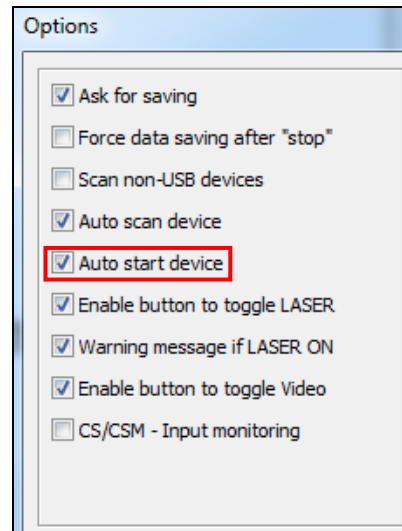 Options
Ask for saving
Force data saving after "stop"
Scan non-USB devices
Auto scan device
Auto start device
Enable button to toggle LASER
Warning message if LASER ON
Enable button to toggle Video
CS/CSM - Input monitoring